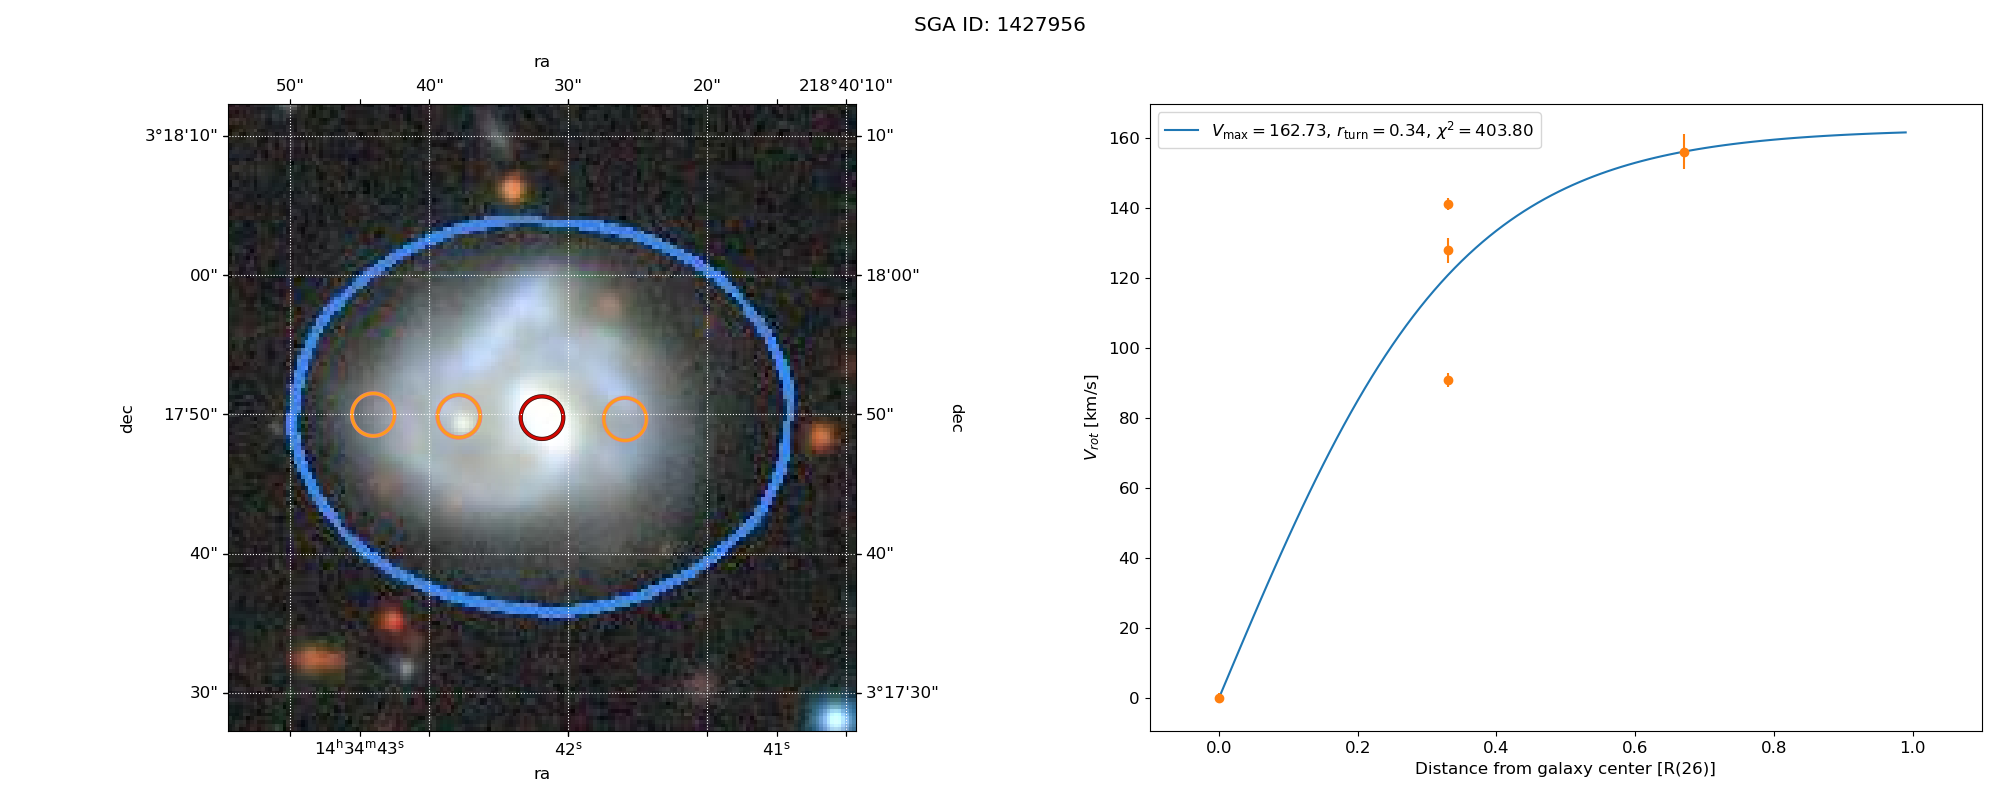 SGA ID: 1427956
ra
50" 40" 30" 20" 218°40'10"
3°18'10"
00"
17'50"
40"
30"
10"
18'00"
50"
40"
3°17'30"
dec
dec
14ʰ34ᵐ43ˢ 42ˢ 41ˢ
ra
V_max = 162.73, r_turn = 0.34, χ² = 403.80
160
140
120
100
80
60
40
20
0
V_rot [km/s]
0.0 0.2 0.4 0.6 0.8 1.0
Distance from galaxy center [R(26)]